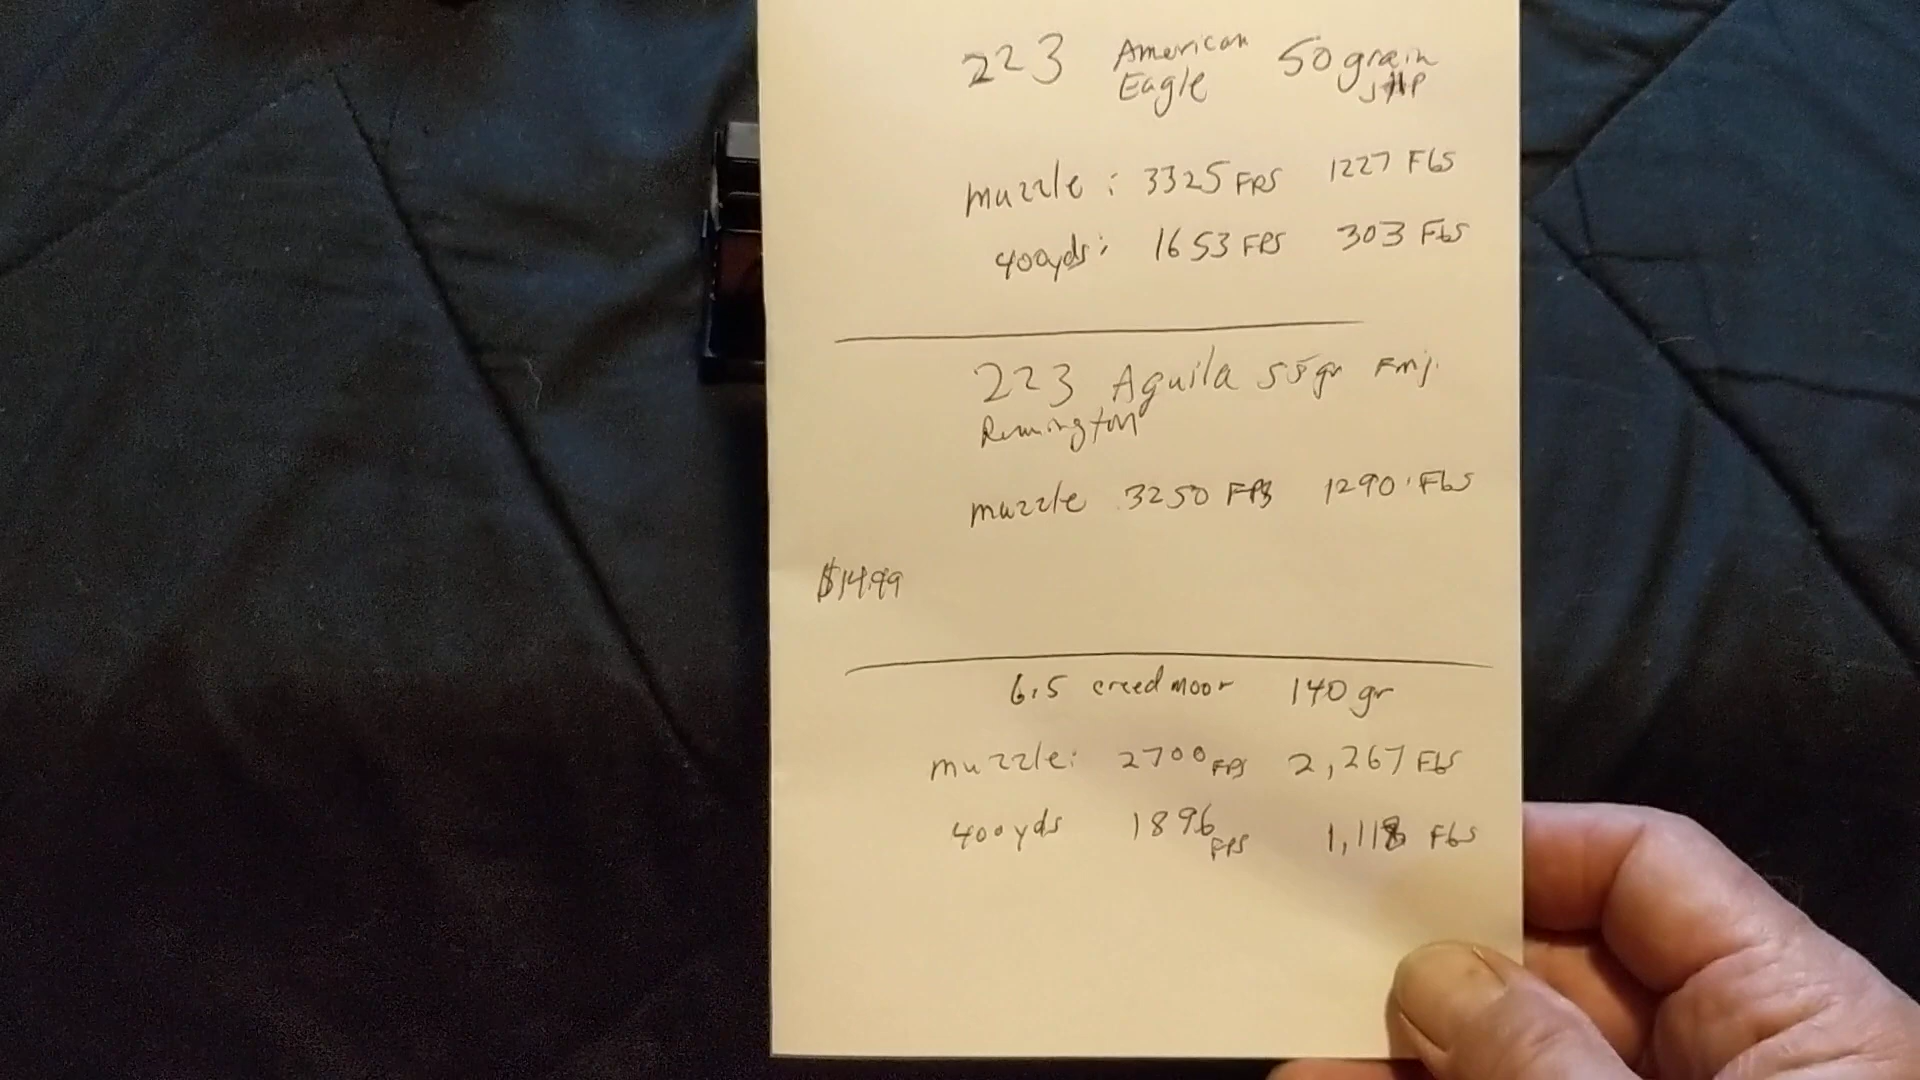 223 American Eagle 50 grain JHP
muzzle: 3325 FPS 1227 Fbs
400yds: 1653 FPS 303 Fbs
223 Aguila 55gr Fmj.
Remington
muzzle 3250 FPS 1290 Fbs
$14.99
6.5 creedmoor 140 gr
muzzle: 2700 FPS 2,267 Fbs
400 yds 1896 FPS 1,118 Fbs